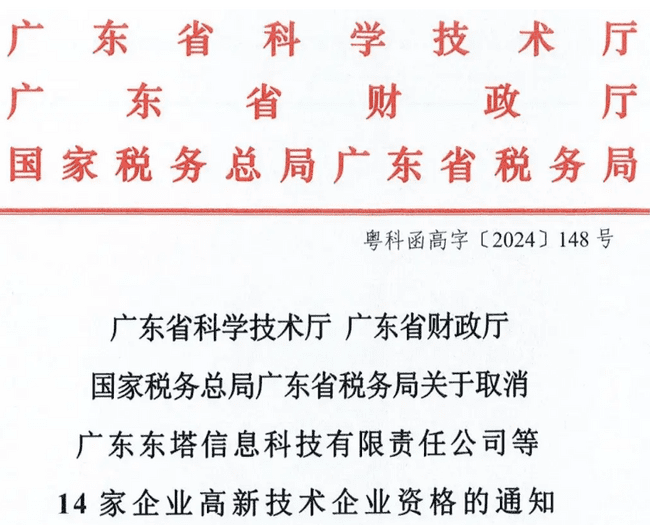 广东省科学技术厅
广东省财政厅
国家税务总局广东省税务局
粤科函高字〔2024〕148号
广东省科学技术厅 广东省财政厅
国家税务总局广东省税务局关于取消
广东东塔信息科技有限责任公司等
14家企业高新技术企业资格的通知